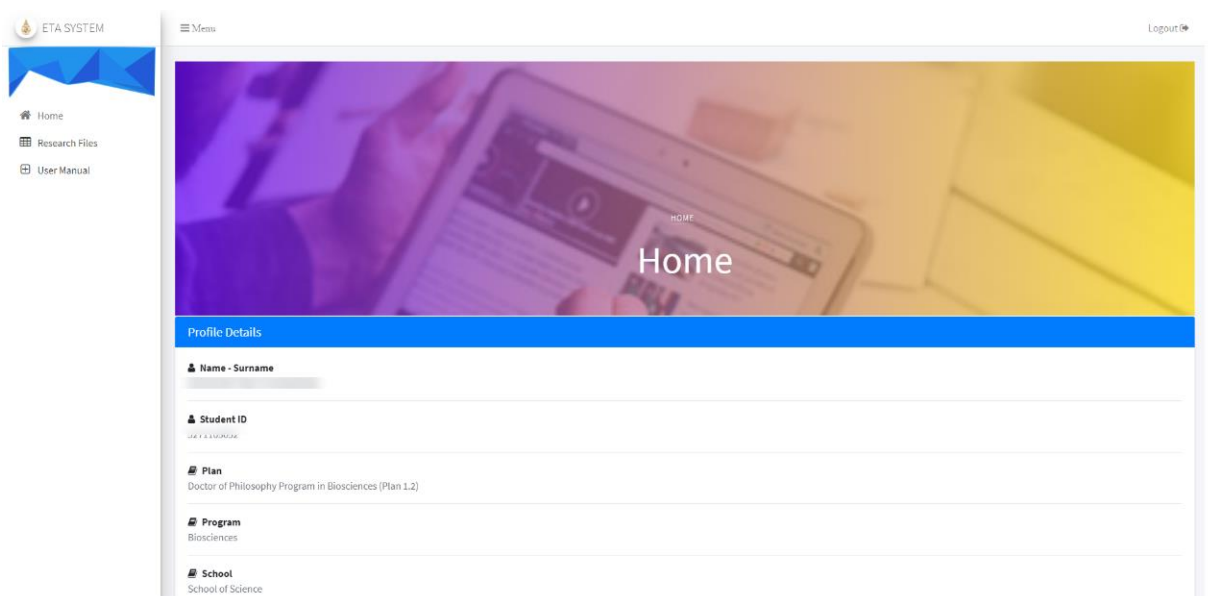 ETA SYSTEM
Menu
Logout
Home
Research Files
User Manual
HOME
Home
Profile Details
Name - Surname
Student ID
Plan
Doctor of Philosophy Program in Biosciences (Plan 1.2)
Program
Biosciences
School
School of Science